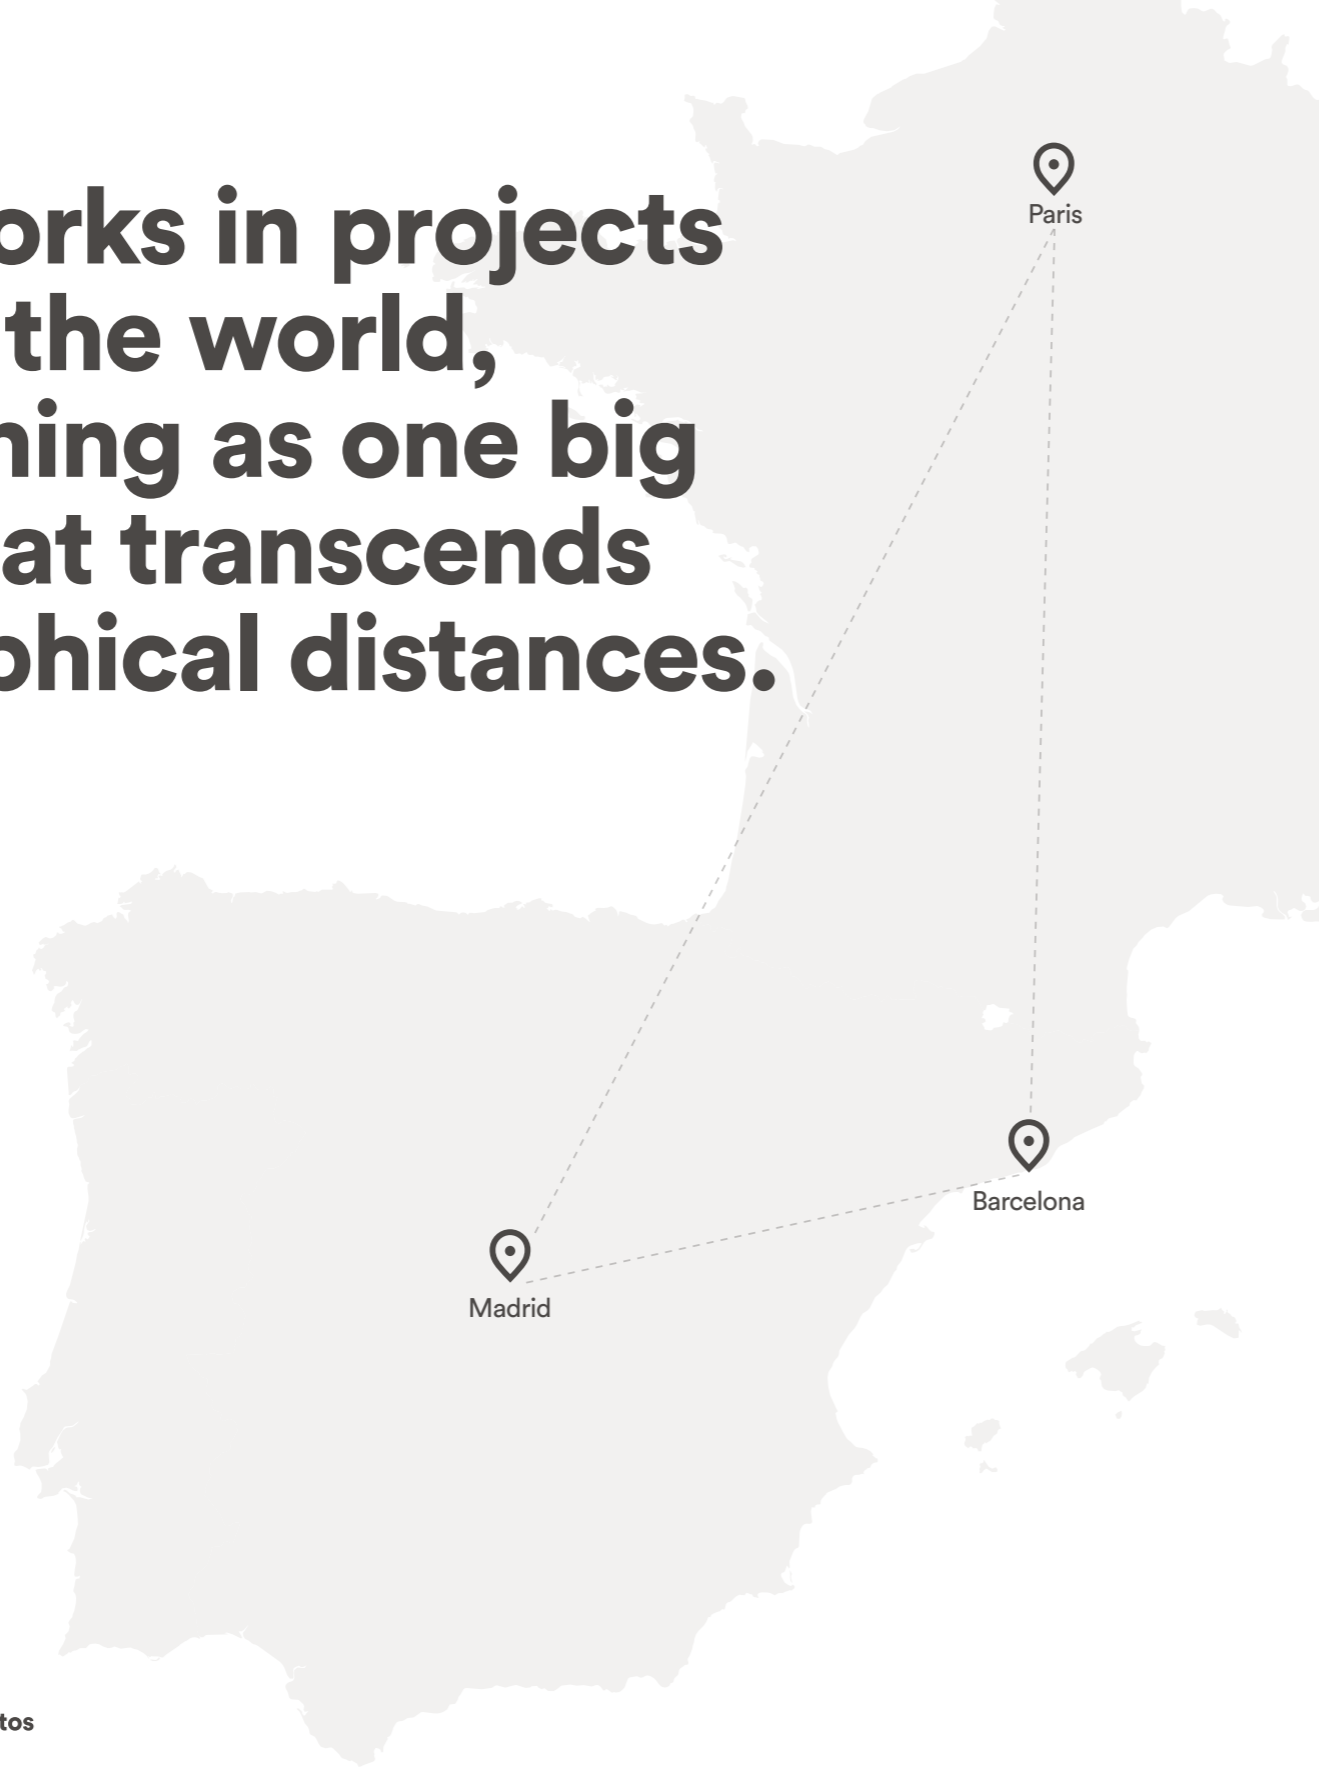 orks in projects
the world,
ning as one big
at transcends
phical distances.
Paris
Barcelona
Madrid
tos